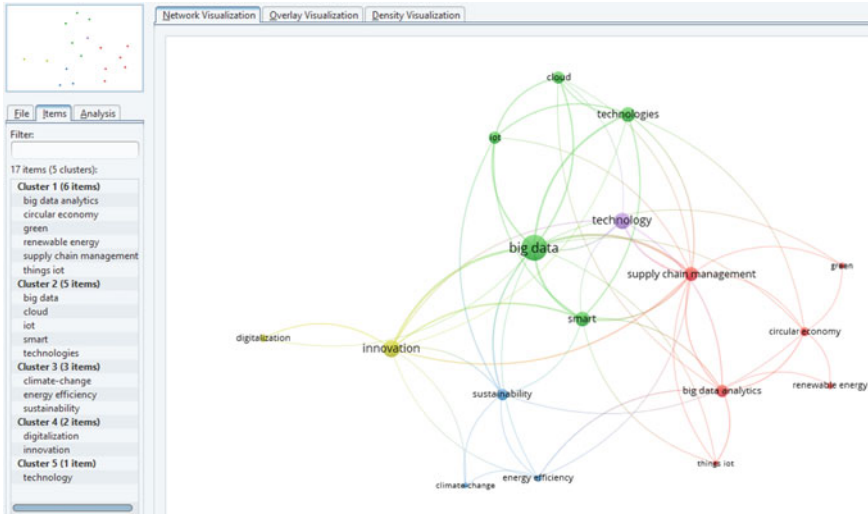 Network Visualization Overlay Visualization Density Visualization
File Items Analysis
Filter:
17 items (5 clusters):
Cluster 1 (6 items)
big data analytics
circular economy
green
renewable energy
supply chain management
things iot
Cluster 2 (5 items)
big data
cloud
iot
smart
technologies
Cluster 3 (3 items)
climate-change
energy efficiency
sustainability
Cluster 4 (2 items)
digitalization
innovation
Cluster 5 (1 item)
technology
cloud
technologies
iot
technology
big data
supply chain management
green
smart
circular economy
digitalization
innovation
renewable energy
sustainability
big data analytics
things iot
energy efficiency
climate-change